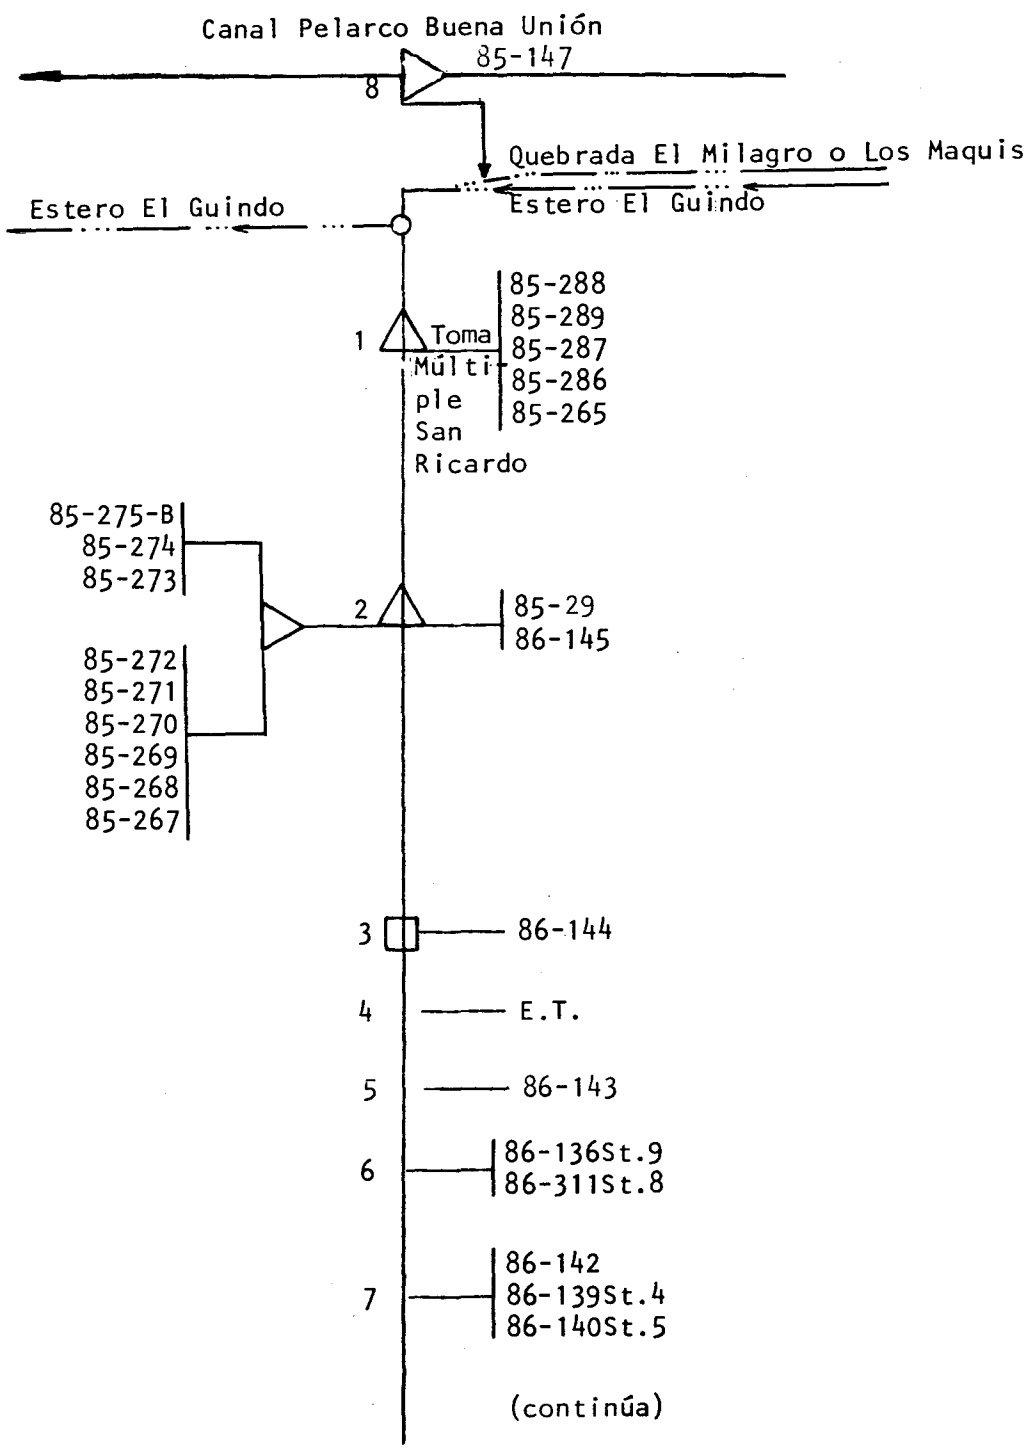 Canal Pelarco Buena Unión
85-147
8
Quebrada El Milagro o Los Maquis
Estero El Guindo
Estero El Guindo
1
Toma
Múlti-
ple
San
Ricardo
85-288
85-289
85-287
85-286
85-265
85-275-B
85-274
85-273
2
85-29
86-145
85-272
85-271
85-270
85-269
85-268
85-267
3
86-144
4
E.T.
5
86-143
6
86-136St.9
86-311St.8
7
86-142
86-139St.4
86-140St.5
(continúa)